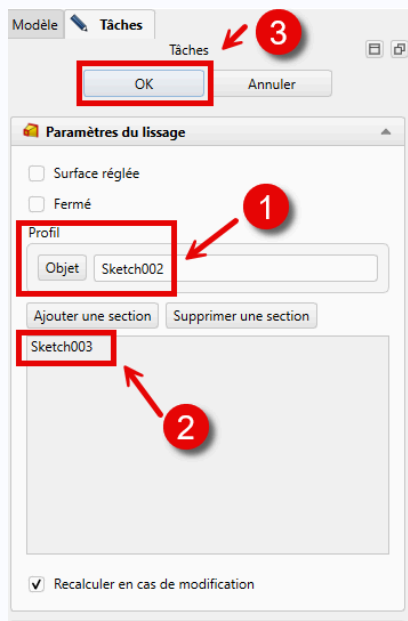 Modèle Tâches
Tâches
3
OK Annuler
Paramètres du lissage
Surface réglée
Fermé
1
Profil
Objet Sketch002
Ajouter une section Supprimer une section
Sketch003
2
Recalculer en cas de modification